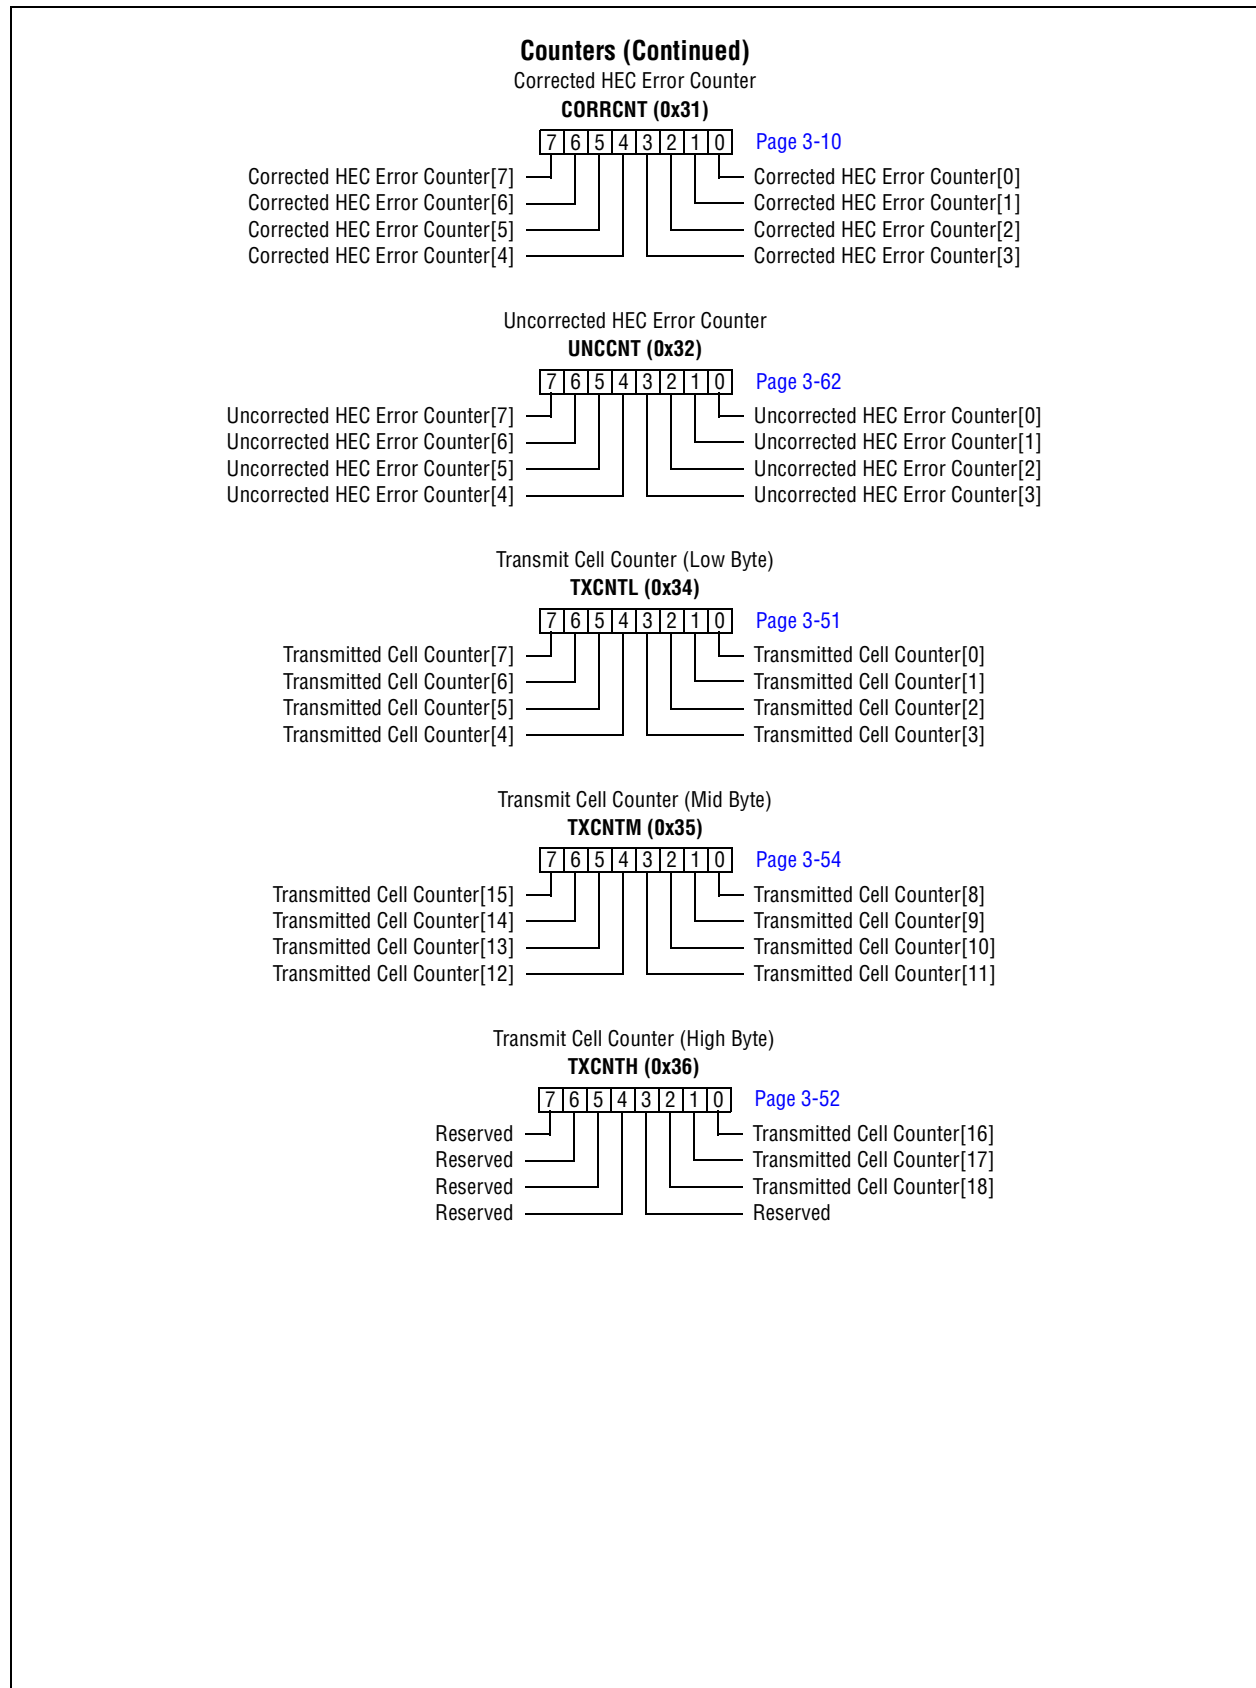 Counters (Continued)
Corrected HEC Error Counter
CORRCNT (0x31)
7 6 5 4 3 2 1 0 Page 3-10
Corrected HEC Error Counter[7] Corrected HEC Error Counter[0]
Corrected HEC Error Counter[6] Corrected HEC Error Counter[1]
Corrected HEC Error Counter[5] Corrected HEC Error Counter[2]
Corrected HEC Error Counter[4] Corrected HEC Error Counter[3]
Uncorrected HEC Error Counter
UNCCNT (0x32)
7 6 5 4 3 2 1 0 Page 3-62
Uncorrected HEC Error Counter[7] Uncorrected HEC Error Counter[0]
Uncorrected HEC Error Counter[6] Uncorrected HEC Error Counter[1]
Uncorrected HEC Error Counter[5] Uncorrected HEC Error Counter[2]
Uncorrected HEC Error Counter[4] Uncorrected HEC Error Counter[3]
Transmit Cell Counter (Low Byte)
TXCNTL (0x34)
7 6 5 4 3 2 1 0 Page 3-51
Transmitted Cell Counter[7] Transmitted Cell Counter[0]
Transmitted Cell Counter[6] Transmitted Cell Counter[1]
Transmitted Cell Counter[5] Transmitted Cell Counter[2]
Transmitted Cell Counter[4] Transmitted Cell Counter[3]
Transmit Cell Counter (Mid Byte)
TXCNTM (0x35)
7 6 5 4 3 2 1 0 Page 3-54
Transmitted Cell Counter[15] Transmitted Cell Counter[8]
Transmitted Cell Counter[14] Transmitted Cell Counter[9]
Transmitted Cell Counter[13] Transmitted Cell Counter[10]
Transmitted Cell Counter[12] Transmitted Cell Counter[11]
Transmit Cell Counter (High Byte)
TXCNTH (0x36)
7 6 5 4 3 2 1 0 Page 3-52
Reserved Transmitted Cell Counter[16]
Reserved Transmitted Cell Counter[17]
Reserved Transmitted Cell Counter[18]
Reserved Reserved